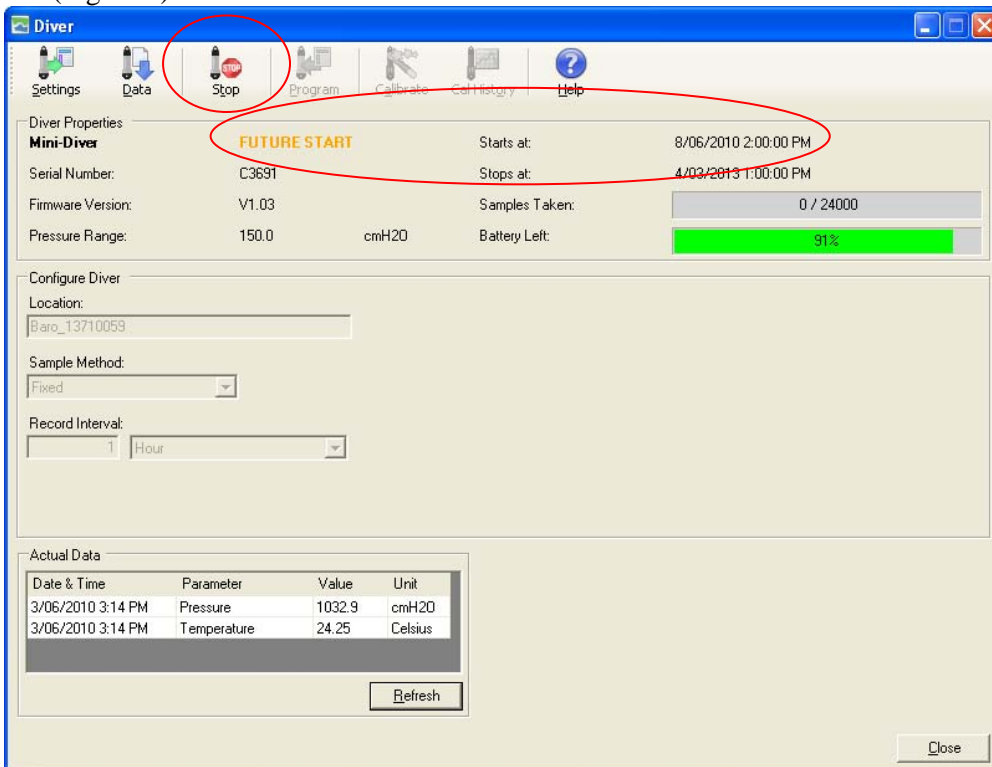 Diver
Settings Data Stop Program Calibrate Cal History Help
Diver Properties
Mini-Diver FUTURE START Starts at: 8/06/2010 2:00:00 PM
Serial Number: C3691 Stops at: 4/03/2013 1:00:00 PM
Firmware Version: V1.03 Samples Taken: 0 / 24000
Pressure Range: 150.0 cmH2O Battery Left: 91%
Configure Diver
Location:
Baro_13710059
Sample Method:
Fixed
Record Interval:
1 Hour
Actual Data
Date & Time Parameter Value Unit
3/06/2010 3:14 PM Pressure 1032.9 cmH2O
3/06/2010 3:14 PM Temperature 24.25 Celsius
Refresh
Close